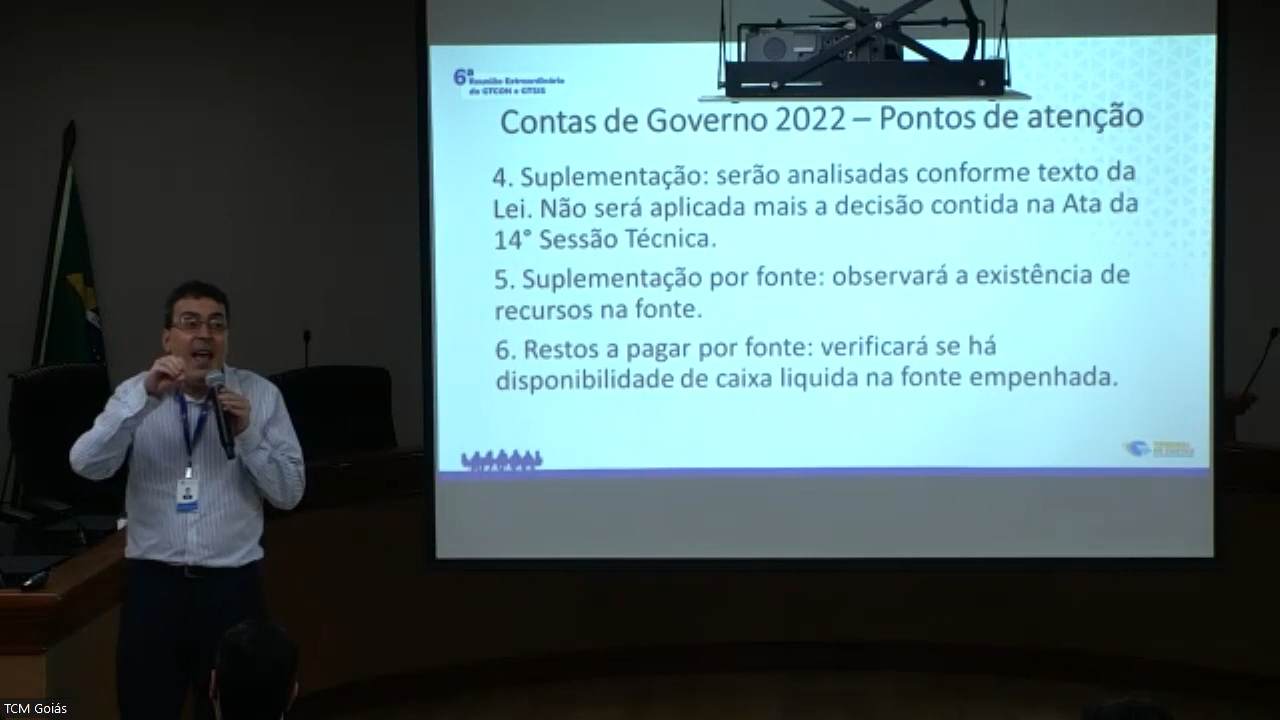 6ª Reunião Extraordinária
do GTCON e GTSIS
Contas de Governo 2022 – Pontos de atenção
4. Suplementação: serão analisadas conforme texto da
Lei. Não será aplicada mais a decisão contida na Ata da
14° Sessão Técnica.
5. Suplementação por fonte: observará a existência de
recursos na fonte.
6. Restos a pagar por fonte: verificará se há
disponibilidade de caixa liquida na fonte empenhada.
TCM Goiás